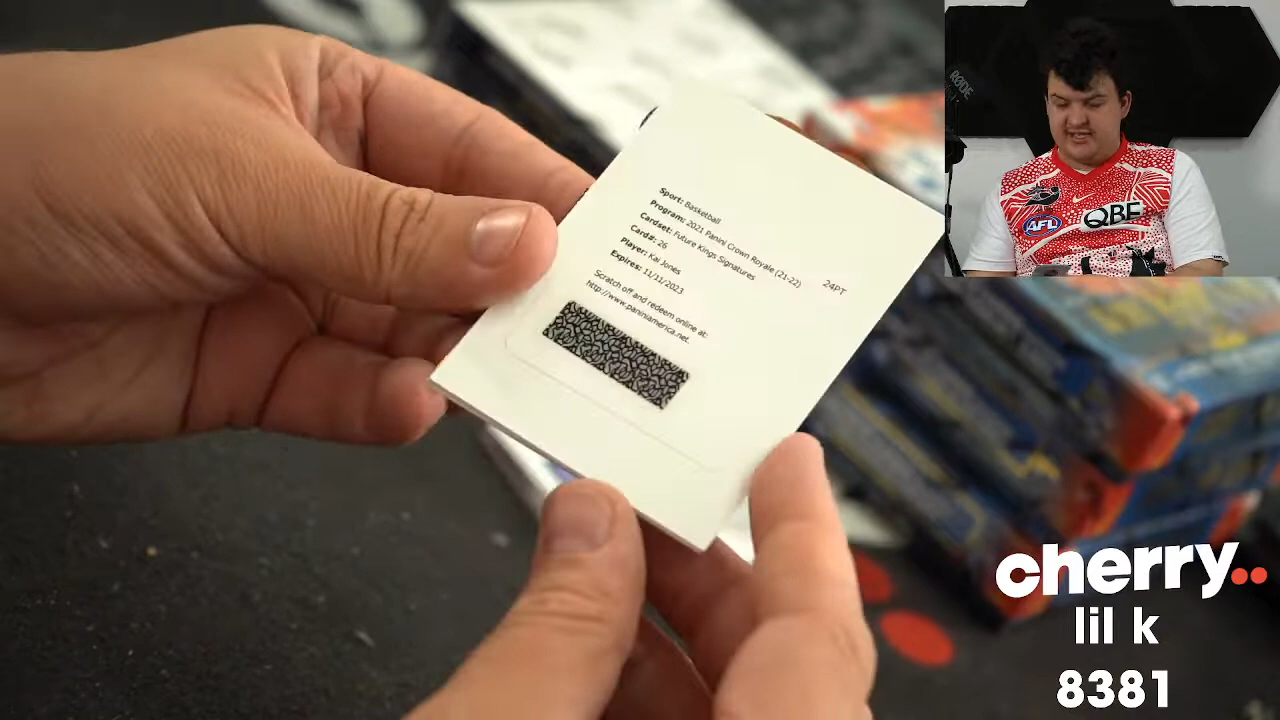 Sport: Basketball
Program: 2021 Panini Crown Royale (21-22)
24PT
Cardset: Future Kings Signatures
Card#: 26
Player: Kai Jones
Expires: 11/11/2023
Scratch off and redeem online at:
http://www.paniniamerica.net.
RØDE
AFL
QBE
cherry..
lil k
8381